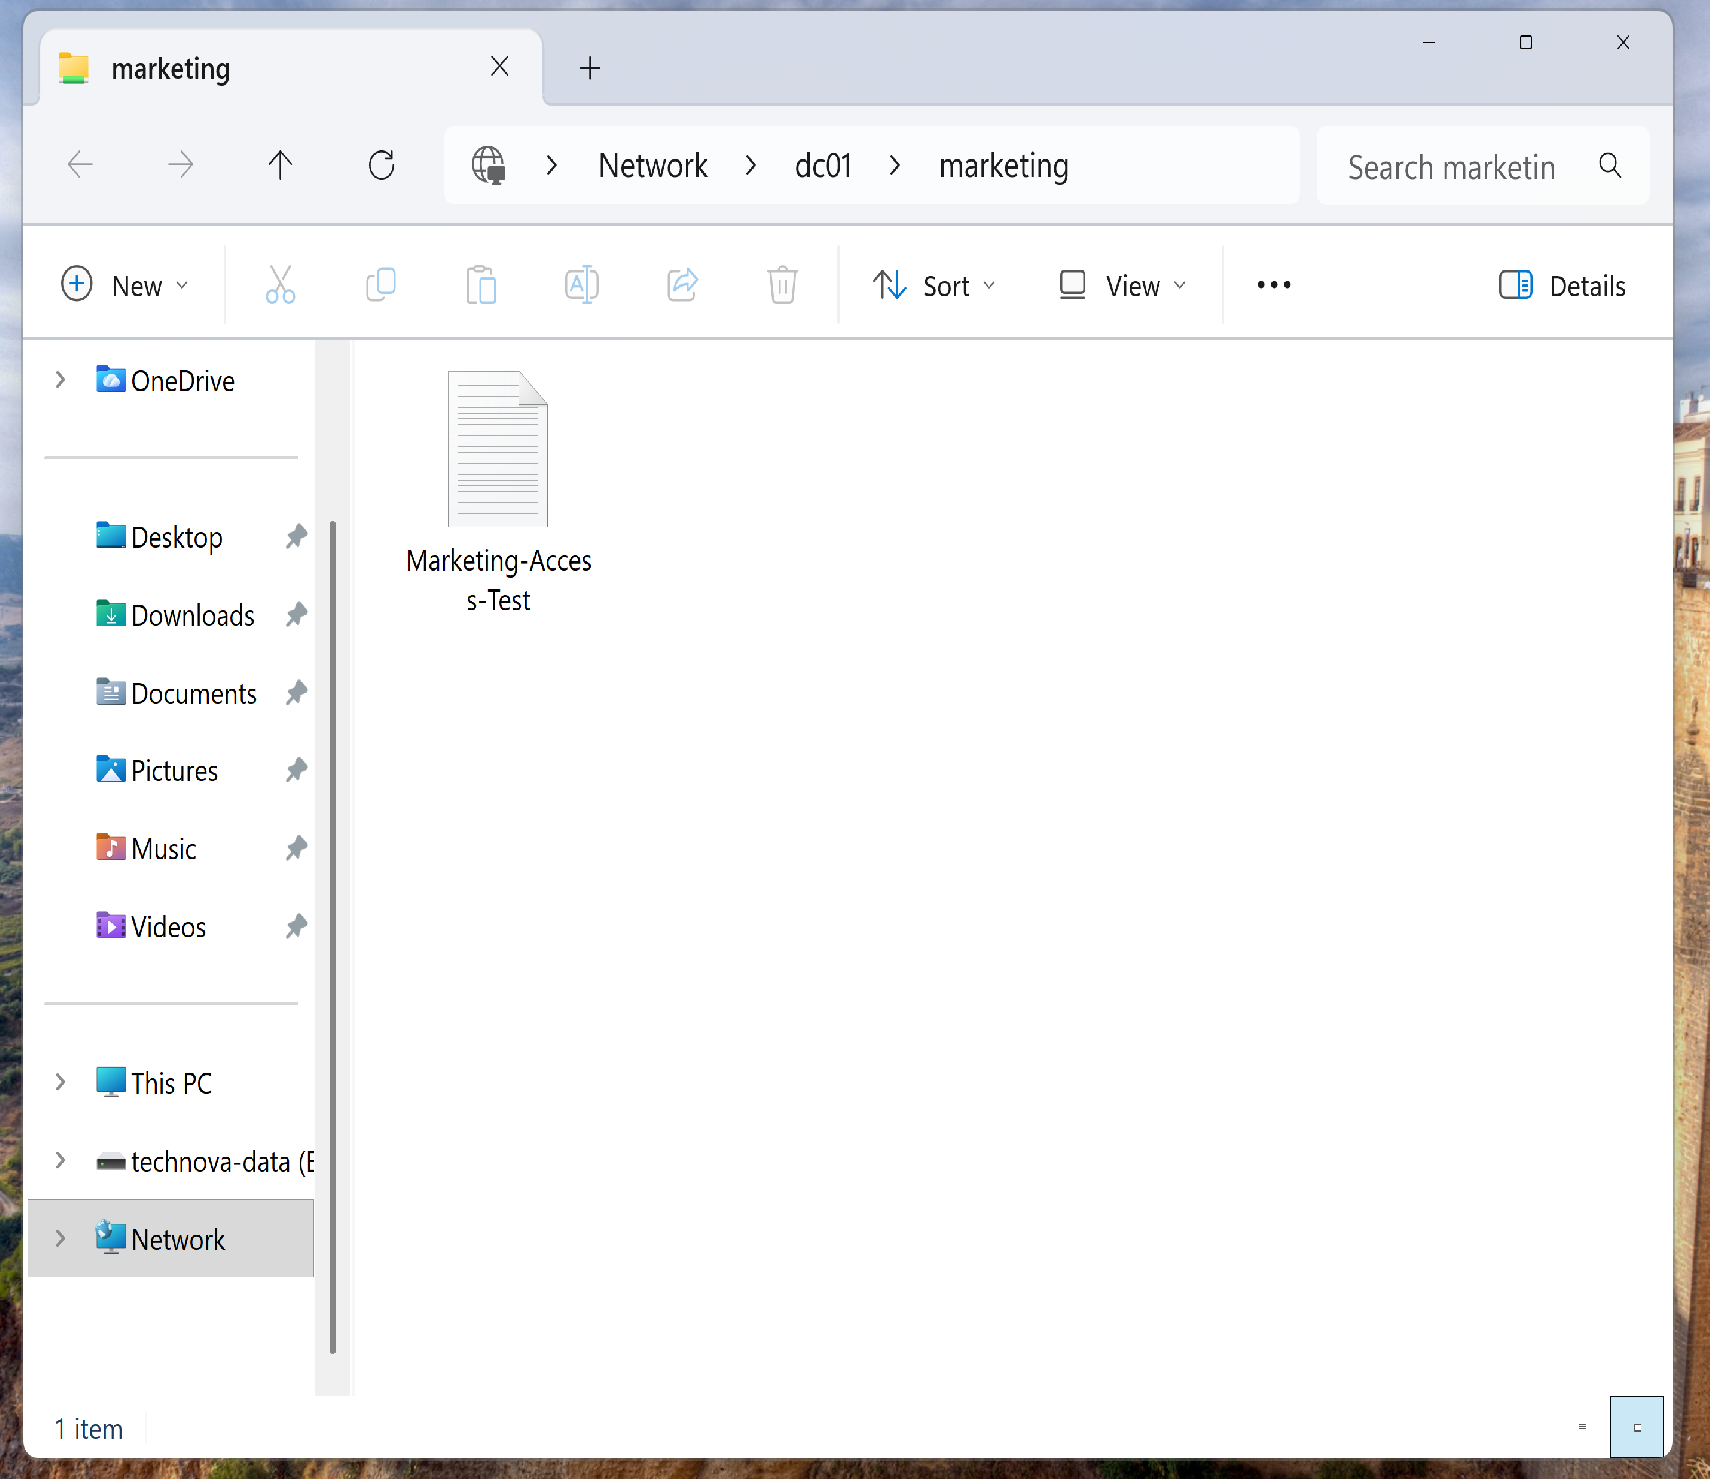 marketing
Network
dc01
marketing
Search marketin
New
Sort
View
Details
OneDrive
Desktop
Downloads
Documents
Pictures
Music
Videos
This PC
technova-data (E
Network
Marketing-Acces
s-Test
1 item